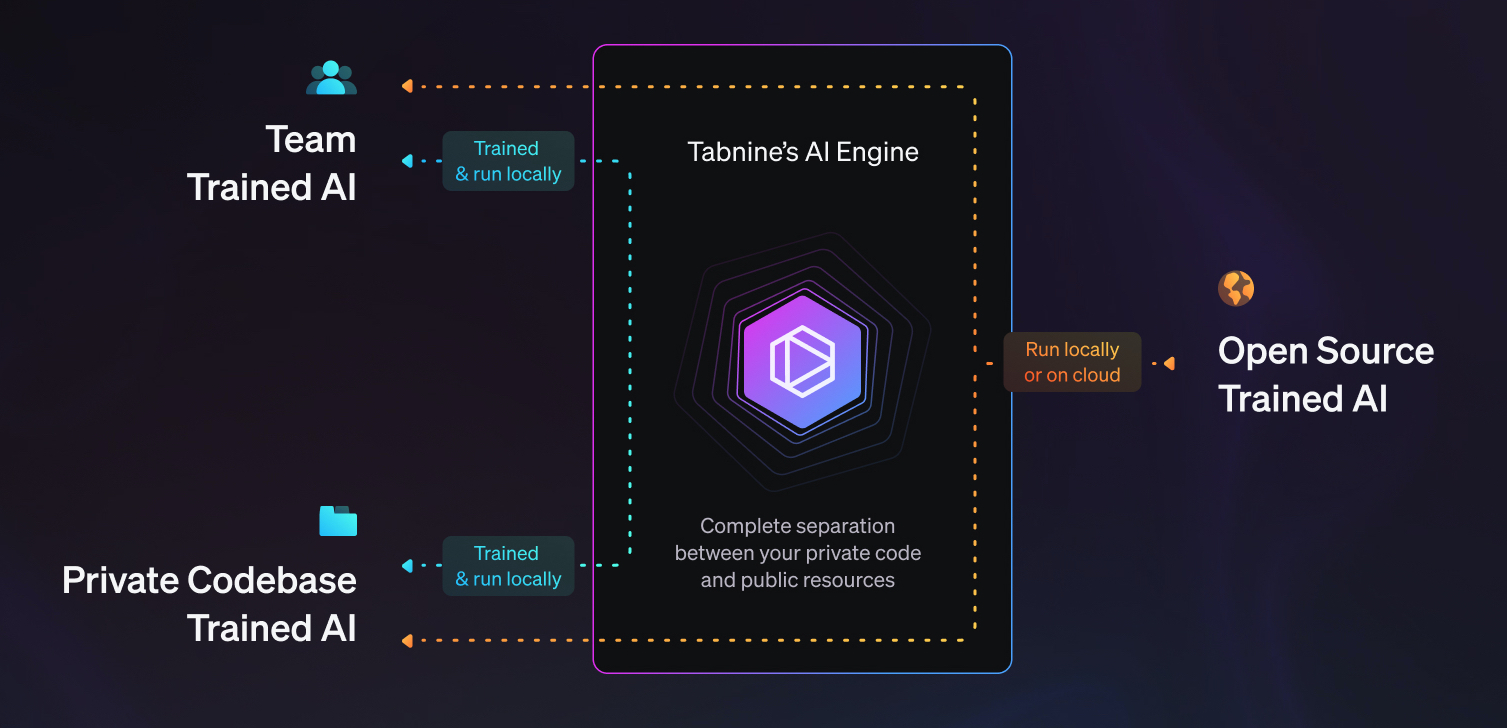 Team
Trained AI
Trained
& run locally
Tabnine’s AI Engine
Run locally
or on cloud
Open Source
Trained AI
Private Codebase
Trained AI
Trained
& run locally
Complete separation
between your private code
and public resources